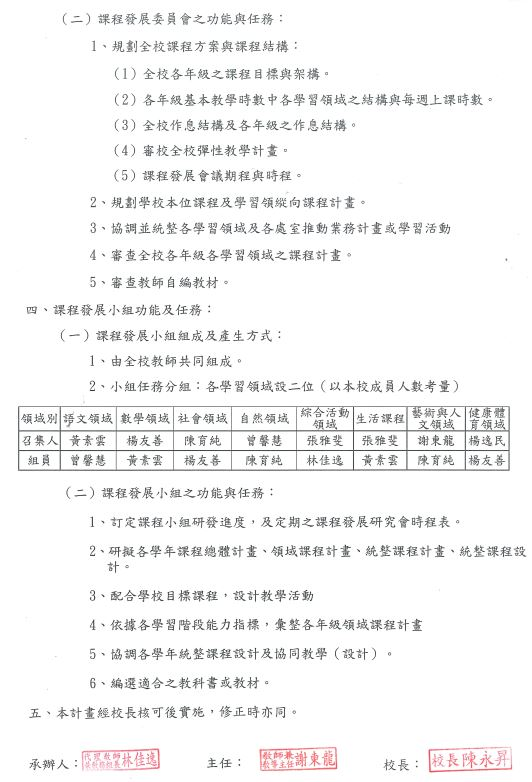 （二）課程發展委員會之功能與任務：
1、規劃全校課程方案與課程結構：
（1）全校各年級之課程目標與架構。
（2）各年級基本教學時數中各學習領域之結構與每週上課時數。
（3）全校作息結構及各年級之作息結構。
（4）審校全校彈性教學計畫。
（5）課程發展會議期程與時程。
2、規劃學校本位課程及學習領縱向課程計畫。
3、協調並統整各學習領域及各處室推動業務計畫或學習活動
4、審查全校各年級各學習領域之課程計畫。
5、審查教師自編教材。
四、課程發展小組功能及任務：
（一）課程發展小組組成及產生方式：
1、由全校教師共同組成。
2、小組任務分組：各學習領域設二位（以本校成員人數考量）
領域別 語文領域 數學領域 社會領域 自然領域 綜合活動領域 生活課程 藝術與人文領域 健康體育領域
召集人 黃素雲 楊友善 陳育純 曾馨慧 張雅斐 張雅斐 謝東龍 楊逸民
組員 曾馨慧 黃素雲 楊友善 陳育純 林佳逸 黃素雲 陳育純 楊友善
（二）課程發展小組之功能與任務：
1、訂定課程小組研發進度，及定期之課程發展研究會時程表。
2、研擬各學年課程總體計畫、領域課程計畫、統整課程計畫、統整課程設
計。
3、配合學校目標課程，設計教學活動
4、依據各學習階段能力指標，彙整各年級領域課程計畫
5、協調各學年統整課程設計及協同教學（設計）。
6、編選適合之教科書或教材。
五、本計畫經校長核可後實施，修正時亦同。
承辦人： 代理教師兼教務組長林佳逸 主任： 教師兼教導主任謝東龍 校長： 校長陳永昇